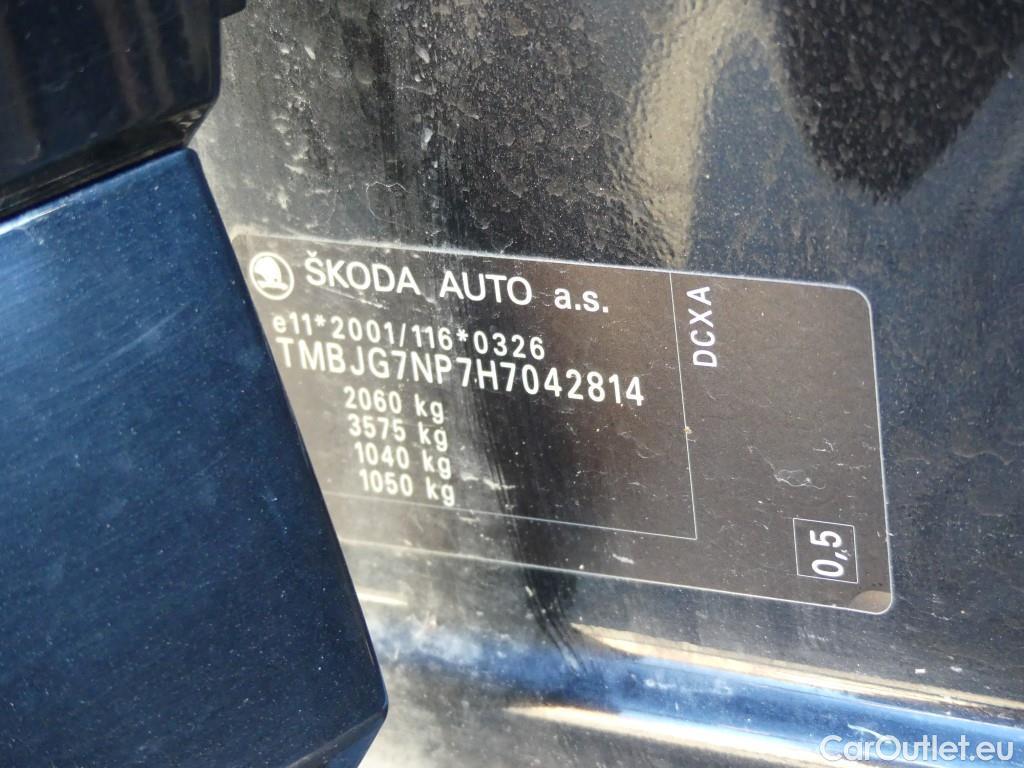 ŠKODA AUTO a.s.
e11*2001/116*0326
TMBJG7NP7H7042814
2060 kg
3575 kg
1040 kg
1050 kg
DCXA
0,5
CarOutlet.eu